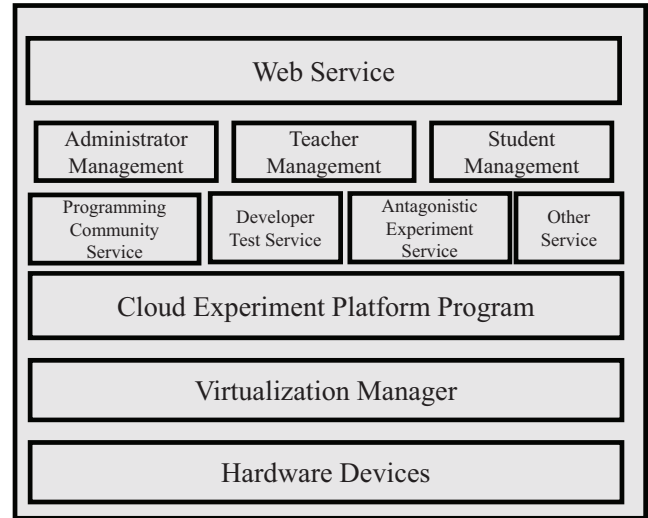 Web Service
Administrator
Management
Teacher
Management
Student
Management
Programming
Community
Service
Developer
Test Service
Antagonistic
Experiment
Service
Other
Service
Cloud Experiment Platform Program
Virtualization Manager
Hardware Devices